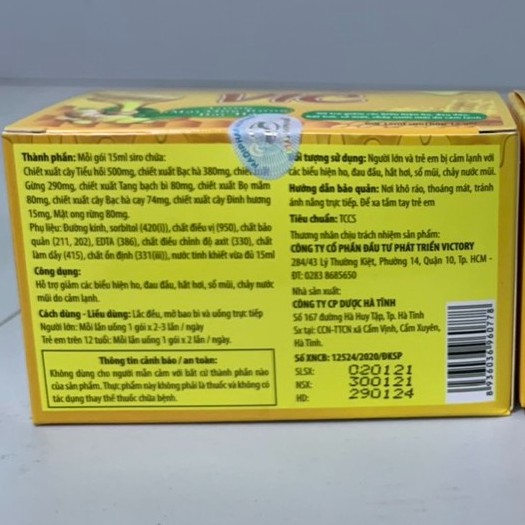 Thành phần: Mỗi gói 15ml siro chứa:
Chiết xuất cây Tiểu hồi 500mg, chiết xuất Bạc hà 380mg, chiết
Gừng 290mg, chiết xuất Tang bạch bì 80mg, chiết xuất Bọ mắm
80mg, chiết xuất cây Bạc hà cay 74mg, chiết xuất cây Đinh hương
15mg, Mật ong rừng 80mg.
Phụ liệu: Đường kính, sorbitol (420(i)), chất điều vị (950), chất bảo
quản (211, 202), EDTA (386), chất điều chỉnh độ axít (330), chất
làm dày (415), chất ổn định (331(iii)), nước tinh khiết vừa đủ 15ml
Công dụng:
Hỗ trợ giảm các biểu hiện ho, đau đầu, hắt hơi, sổ mũi, chảy nước
mũi do cảm lạnh.
Cách dùng - Liều dùng: Lắc đều, mở bao bì và uống trực tiếp
Người lớn: Mỗi lần uống 1 gói x 2-3 lần / ngày
Trẻ em trên 12 tuổi: Mỗi lần uống 1 gói x 2 lần / ngày.
Thông tin cảnh báo / an toàn:
Không dùng cho người mẫn cảm với bất cứ thành phần nào
của sản phẩm. Thực phẩm này không phải là thuốc và không có
tác dụng thay thế thuốc chữa bệnh.
Đối tượng sử dụng: Người lớn và trẻ em bị cảm lạnh với
các biểu hiện ho, đau đầu, hắt hơi, sổ mũi, chảy nước mũi.
Hướng dẫn bảo quản: Nơi khô ráo, thoáng mát, tránh
ánh nắng trực tiếp. Để xa tầm tay trẻ em
Tiêu chuẩn: TCCS
Thương nhân chịu trách nhiệm sản phẩm:
CÔNG TY CỔ PHẦN ĐẦU TƯ PHÁT TRIỂN VICTORY
284/43 Lý Thường Kiệt, Phường 14, Quận 10, Tp. HCM -
ĐT: 0283 8685650
Nhà sản xuất:
CÔNG TY CP DƯỢC HÀ TĨNH
Số 167 đường Hà Huy Tập, Tp. Hà Tĩnh
Sx tại: CCN-TTCN xã Cẩm Vịnh, Cẩm Xuyên,
Hà Tĩnh.
Số XNCB: 12524/2020/ĐKSP
SLSX: 020121
NSX: 300121
HD: 290124
8936036960778